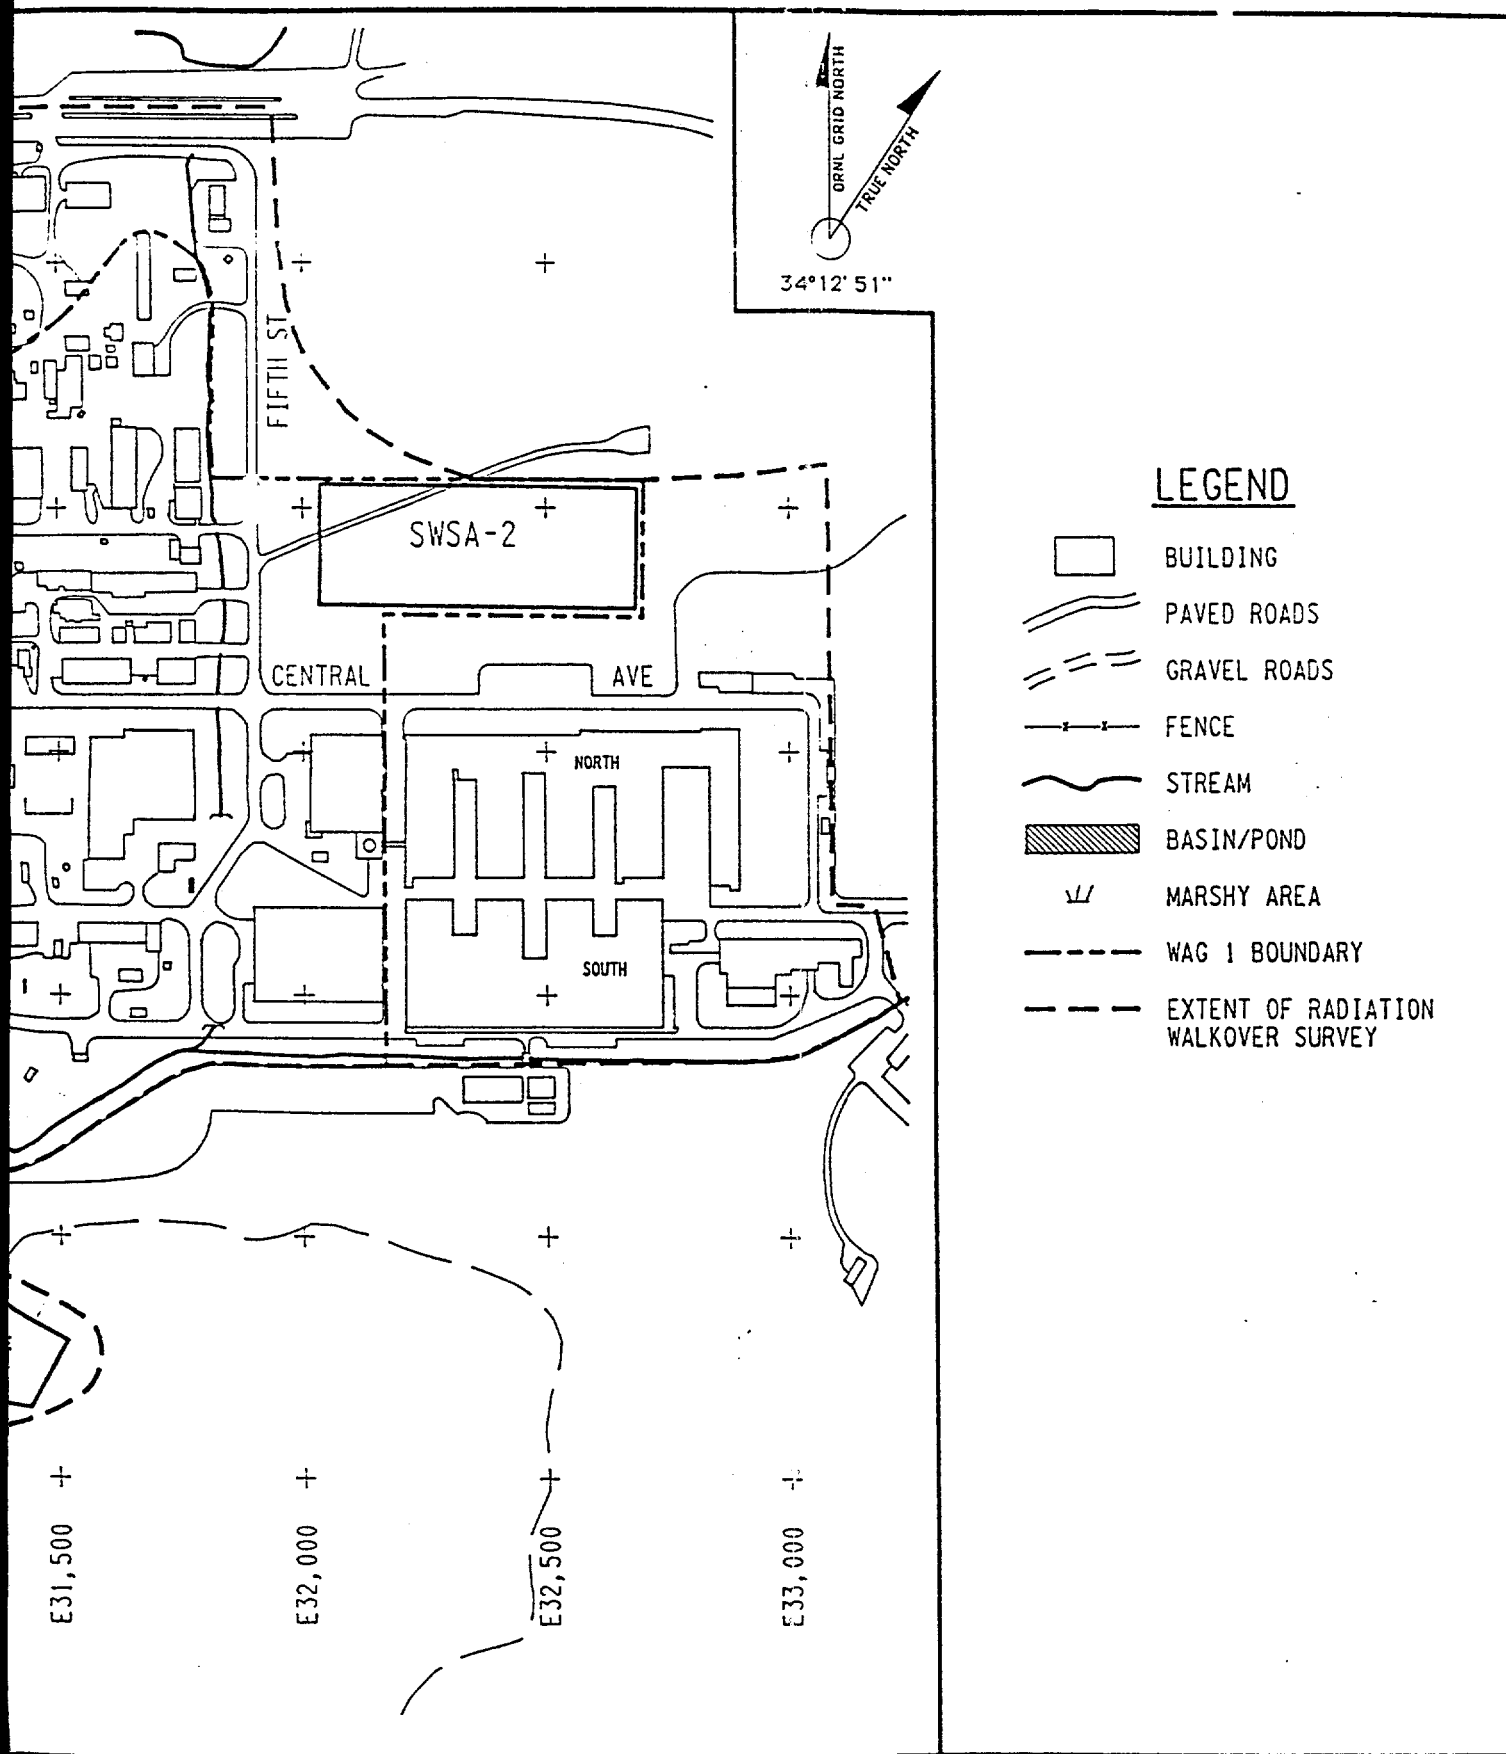 ORNL GRID NORTH
TRUE NORTH
34°12'51"
FIFTH ST
SWSA-2
CENTRAL AVE
NORTH
SOUTH
E31,500
E32,000
E32,500
E33,000
LEGEND
BUILDING
PAVED ROADS
GRAVEL ROADS
FENCE
STREAM
BASIN/POND
MARSHY AREA
WAG 1 BOUNDARY
EXTENT OF RADIATION
WALKOVER SURVEY